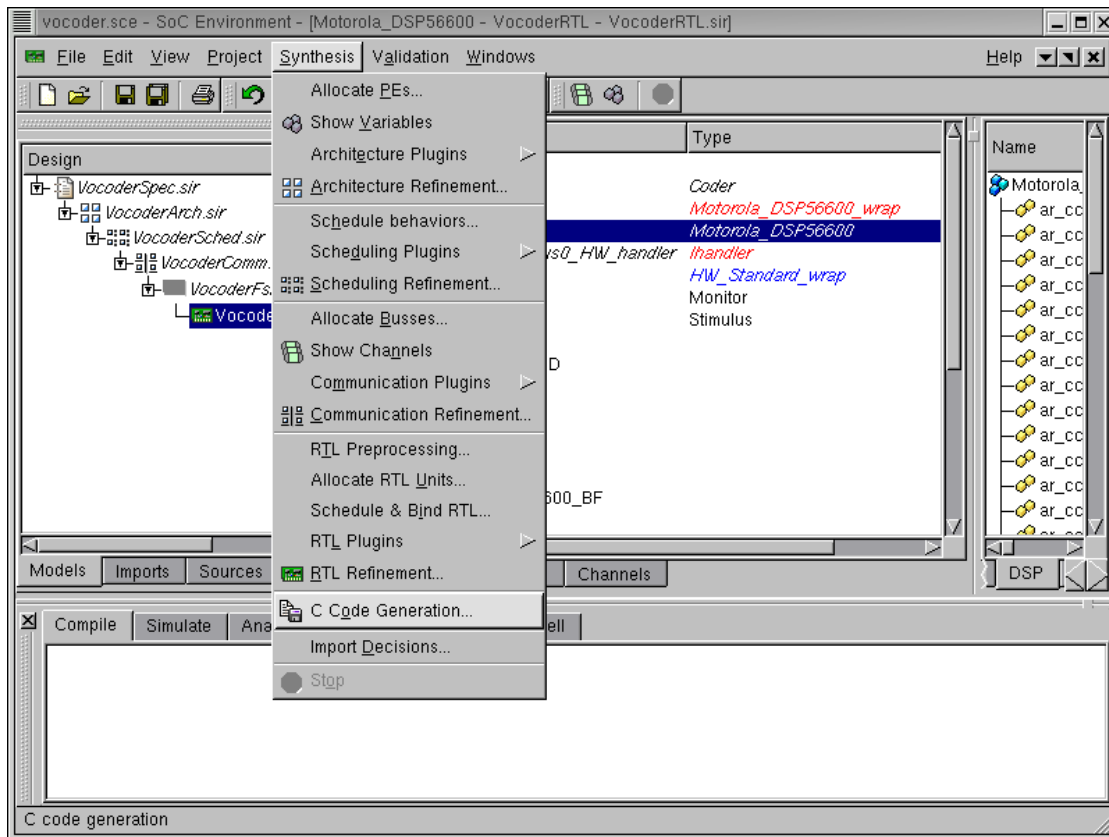 vocoder.sce - SoC Environment - [Motorola_DSP56600 - VocoderRTL - VocoderRTL.sir]
File Edit View Project Synthesis Validation Windows Help
Design
VocoderSpec.sir
VocoderArch.sir
VocoderSched.sir
VocoderComm.
VocoderFs
Vocode
Models Imports Sources
Allocate PEs...
Show Variables
Architecture Plugins
Architecture Refinement...
Schedule behaviors...
Scheduling Plugins
Scheduling Refinement...
Allocate Busses...
Show Channels
Communication Plugins
Communication Refinement...
RTL Preprocessing...
Allocate RTL Units...
Schedule & Bind RTL...
RTL Plugins
RTL Refinement...
C Code Generation...
Import Decisions...
Stop
Type
Coder
Motorola_DSP56600_wrap
Motorola_DSP56600
us0_HW_handler Ihandler
HW_Standard_wrap
Monitor
Stimulus
D
600_BF
Channels
Name
Motorola_
ar_cc
ar_cc
ar_cc
ar_cc
ar_cc
ar_cc
ar_cc
ar_cc
ar_cc
ar_cc
ar_cc
ar_cc
ar_cc
DSP
Compile Simulate Ana ell
C code generation